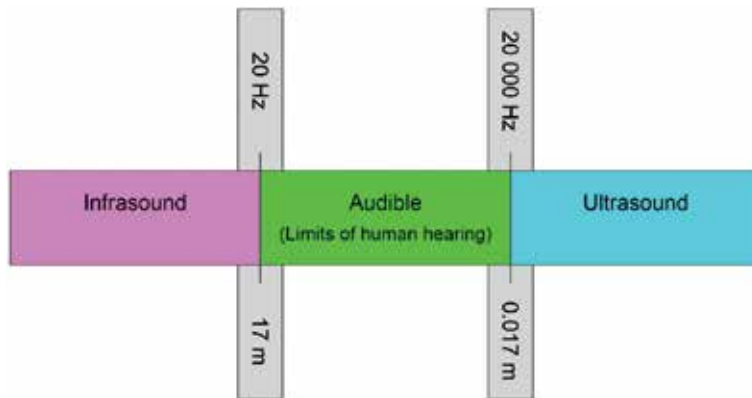 20 Hz
20 000 Hz
Infrasound
Audible
(Limits of human hearing)
Ultrasound
17 m
0.017 m